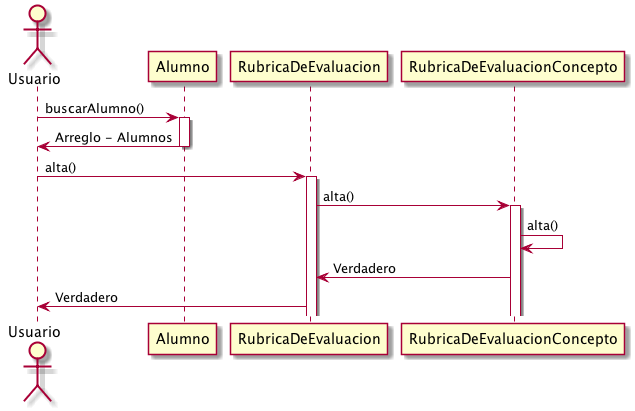 Usuario
Alumno
RubricaDeEvaluacion
RubricaDeEvaluacionConcepto
buscarAlumno()
Arreglo - Alumnos
alta()
alta()
alta()
Verdadero
Verdadero
Usuario
Alumno
RubricaDeEvaluacion
RubricaDeEvaluacionConcepto